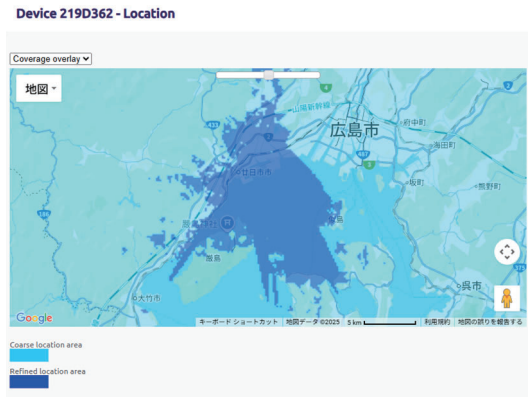 Device 219D362 - Location
Coverage overlay
地図
山陽新幹線
広島市
府中町
海田町
廿日市市
坂町
熊野町
呉市
大竹市
Google
キーボード ショートカット
地図データ ©2025
5 km
利用規約
地図の誤りを報告する
Coarse location area
Refined location area